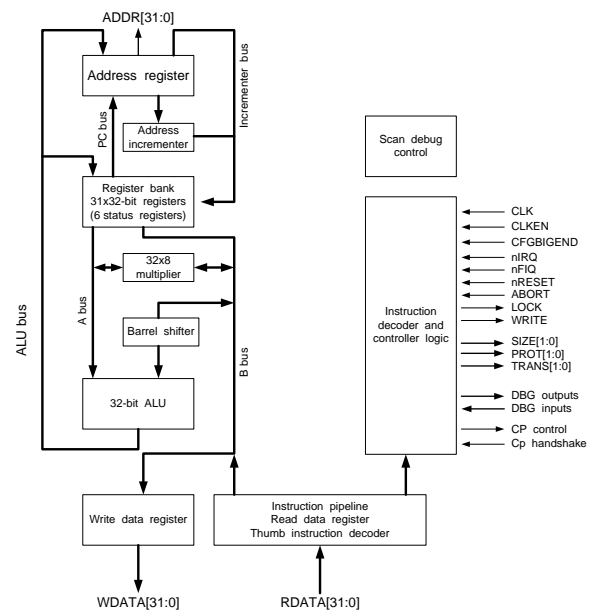 ADDR[31:0]
Address register
Incrementer bus
PC bus
Address
incrementer
Scan debug
control
Register bank
31x32-bit registers
(6 status registers)
ALU bus
A bus
32x8
multiplier
Barrel shifter
B bus
32-bit ALU
Instruction
decoder and
controller logic
CLK
CLKEN
CFGBIGEND
nIRQ
nFIQ
nRESET
ABORT
LOCK
WRITE
SIZE[1:0]
PROT[1:0]
TRANS[1:0]
DBG outputs
DBG inputs
CP control
Cp handshake
Write data register
Instruction pipeline
Read data register
Thumb instruction decoder
WDATA[31:0]
RDATA[31:0]